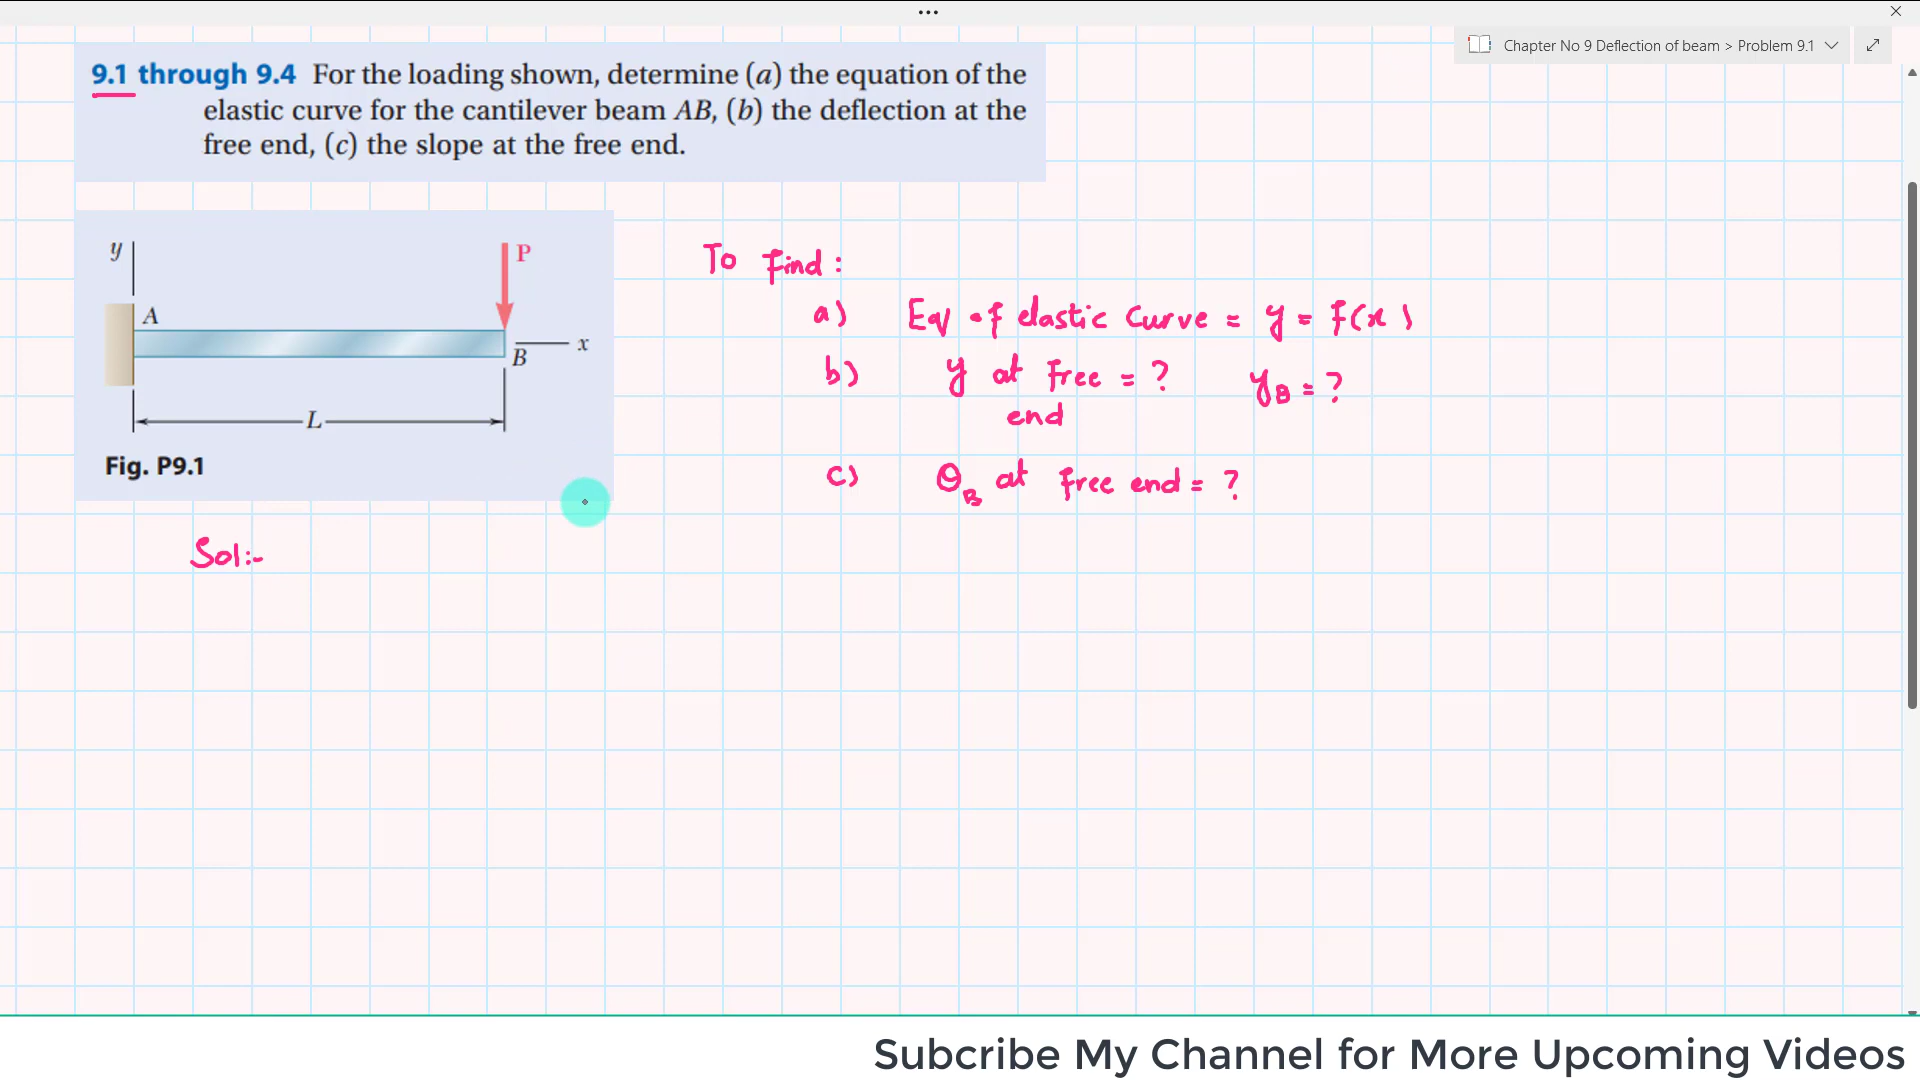 ...
Chapter No 9 Deflection of beam > Problem 9.1
9.1 through 9.4 For the loading shown, determine (a) the equation of the
elastic curve for the cantilever beam AB, (b) the deflection at the
free end, (c) the slope at the free end.
y
P
A
B
x
L
Fig. P9.1
To find :
a) Eq of elastic Curve = y = f(x)
b) y at free = ? yB = ?
end
c) θB at free end = ?
Sol:-
Subcribe My Channel for More Upcoming Videos